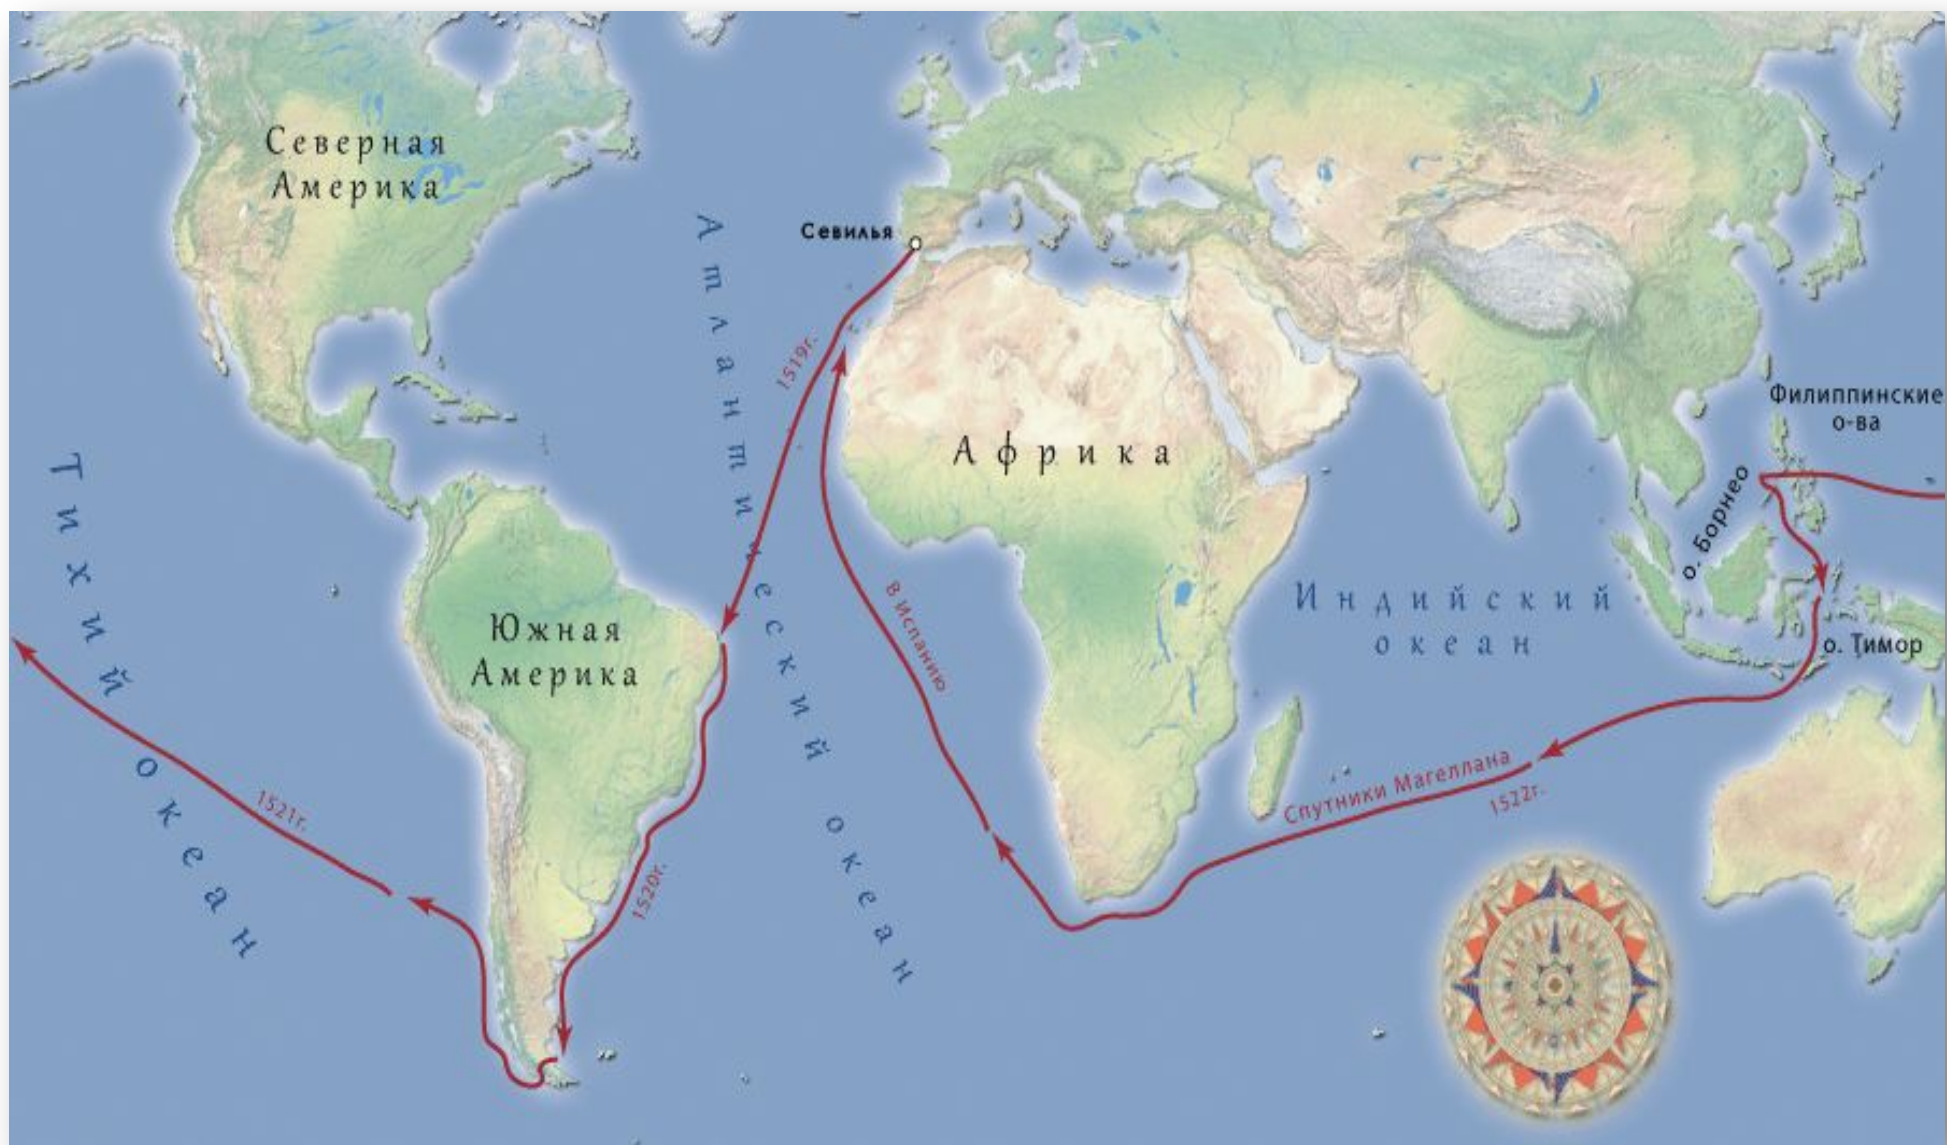 Северная
Америка
Севилья
Атлантический океан
1519г.
Филиппинские
о-ва
Африка
о. Борнео
Тихий океан
Южная
Америка
В Испанию
Индийский
океан
о. Тимор
1521г.
1520г.
Спутники Магеллана
1522г.